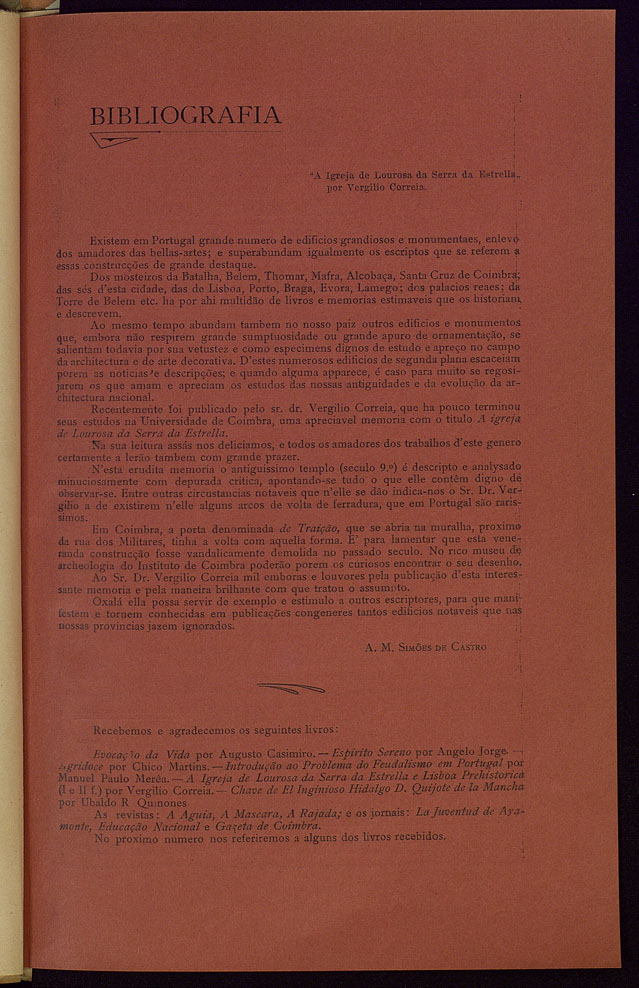 BIBLIOGRAFIA
"A Igreja de Lourosa da Serra da Estrella„
por Vergilio Correia.
Existem em Portugal grande numero de edificios grandiosos e monumentaes, enlevo
dos amadores das bellas-artes; e superabundam igualmente os escriptos que se referem a
essas construcções de grande destaque.
Dos mosteiros da Batalha, Belem, Thomar, Mafra, Alcobaça, Santa Cruz de Coimbra;
das sés d'esta cidade, das de Lisboa, Porto, Braga, Evora, Lamego; dos palacios reaes; da
Torre de Belem etc. ha por ahi multidão de livros e memorias estimaveis que os historiam
e descrevem.
Ao mesmo tempo abundam tambem no nosso paiz outros edificios e monumentos
que, embora não respirem grande sumptuosidade ou grande apuro de ornamentação, se
salientam todavia por sua vetustez e como especimens dignos de estudo e apreço no campo
da architectura e de arte decorativa. D'estes numerosos edificios de segunda plana escaceiam
porem as noticias e descripções; e quando alguma apparece, é caso para muito se regosi-
jarem os que amam e apreciam os estudos das nossas antiguidades e da evolução da ar-
chitectura nacional.
Recentemente foi publicado pelo sr. dr. Vergilio Correia, que ha pouco terminou
seus estudos na Universidade de Coimbra, uma apreciavel memoria com o titulo A igreja
de Lourosa da Serra da Estrella.
Na sua leitura assás nos deliciamos, e todos os amadores dos trabalhos d'este genero
certamente a lerão tambem com grande prazer.
N'esta erudita memoria o antiguissimo templo (seculo 9.º) é descripto e analysado
minuciosamente com depurada critica, apontando-se tudo o que elle contêm digno de
observar-se. Entre outras circustancias notaveis que n'elle se dão indica-nos o Sr. Dr. Ver-
gilio a de existirem n'elle alguns arcos de volta de ferradura, que em Portugal são raris-
simos.
Em Coimbra, a porta denominada de Traição, que se abria na muralha, proximo
da rua dos Militares, tinha a volta com aquella forma. E' para lamentar que esta vene-
randa construcção fosse vandalicamente demolida no passado seculo. No rico museu de
archeologia do Instituto de Coimbra poderão porem os curiosos encontrar o seu desenho.
Ao Sr. Dr. Vergilio Correia mil emboras e louvores pela publicação d'esta interes-
sante memoria e pela maneira brilhante com que tratou o assumpto.
Oxalá ella possa servir de exemplo e estimulo a outros escriptores, para que mani-
festem e tornem conhecidas em publicações congeneres tantos edificios notaveis que nas
nossas provincias jazem ignorados.
A. M. Simões de Castro
Recebemos e agradecemos os seguintes livros:
Evocação da Vida por Augusto Casimiro. — Espirito Sereno por Angelo Jorge. —
Agridoce por Chico Martins. — Introdução ao Problema do Feudalismo em Portugal por
Manuel Paulo Merêa. — A Igreja de Lourosa da Serra da Estrella e Lisboa Prehistorica
(I e II f.) por Vergilio Correia. — Chave de El Inginioso Hidalgo D. Quijote de la Mancha
por Ubaldo R Quinones
As revistas: A Aguia, A Mascara, A Rajada; e os jornais: La Juventud de Aya-
monte, Educação Nacional e Gazeta de Coimbra.
No proximo numero nos referiremos a alguns dos livros recebidos.